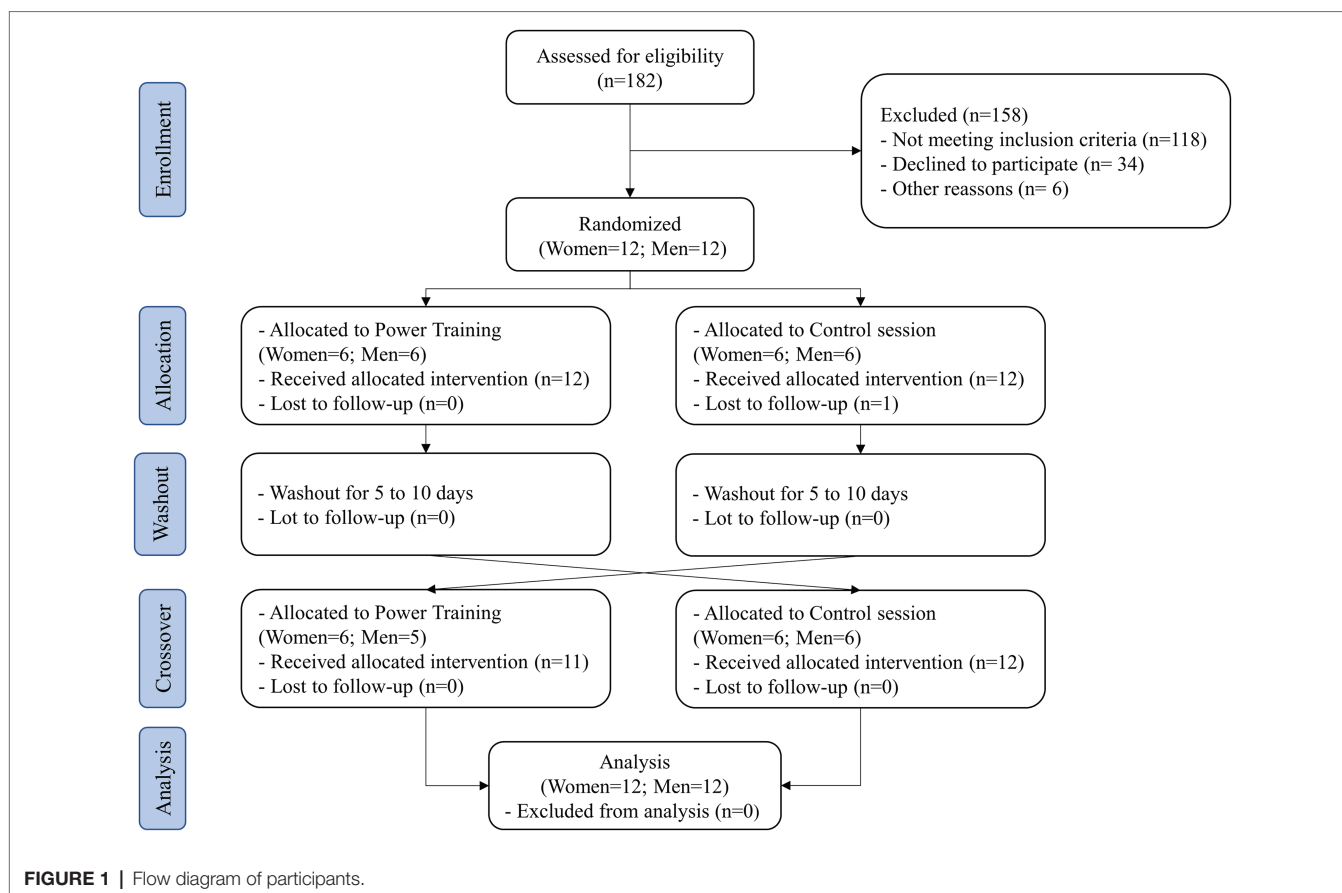 Assessed for eligibility
(n=182)
Enrollment
Excluded (n=158)
- Not meeting inclusion criteria (n=118)
- Declined to participate (n= 34)
- Other reasons (n= 6)
Randomized
(Women=12; Men=12)
Allocation
- Allocated to Power Training
(Women=6; Men=6)
- Received allocated intervention (n=12)
- Lost to follow-up (n=0)
- Allocated to Control session
(Women=6; Men=6)
- Received allocated intervention (n=12)
- Lost to follow-up (n=1)
Washout
- Washout for 5 to 10 days
- Lot to follow-up (n=0)
- Washout for 5 to 10 days
- Lot to follow-up (n=0)
Crossover
- Allocated to Power Training
(Women=6; Men=5)
- Received allocated intervention (n=11)
- Lost to follow-up (n=0)
- Allocated to Control session
(Women=6; Men=6)
- Received allocated intervention (n=12)
- Lost to follow-up (n=0)
Analysis
Analysis
(Women=12; Men=12)
- Excluded from analysis (n=0)
FIGURE 1 | Flow diagram of participants.